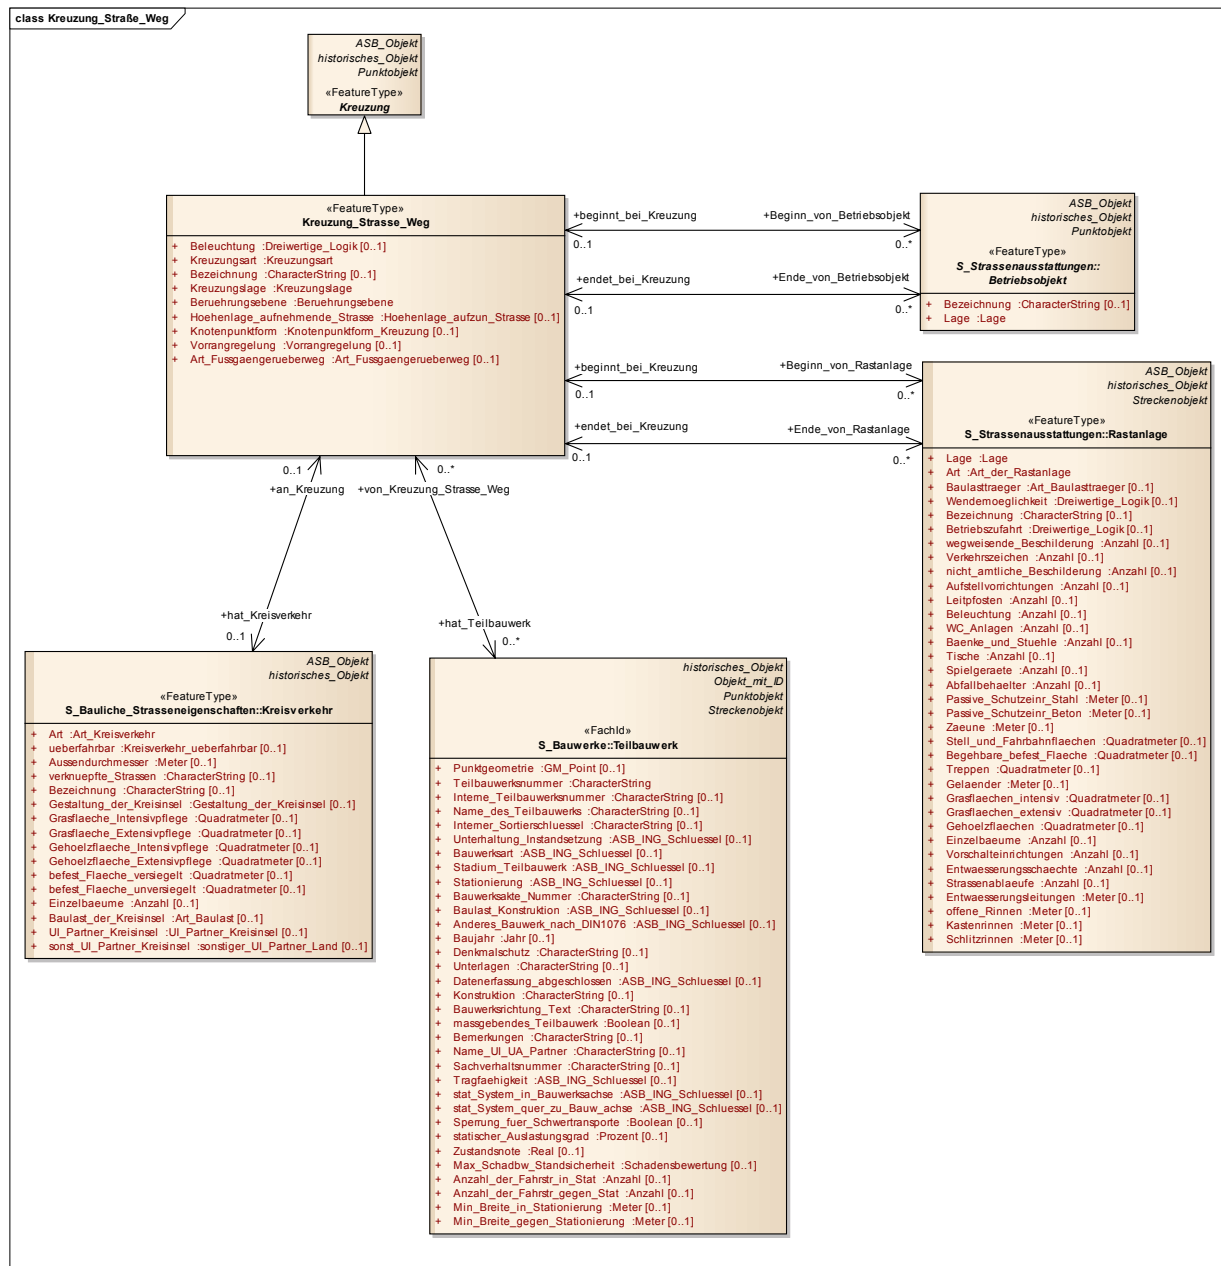 class Kreuzung_Straße_Weg
ASB_Objekt
historisches_Objekt
Punktobjekt
«FeatureType»
Kreuzung
«FeatureType»
Kreuzung_Strasse_Weg
+ Beleuchtung :Dreiwertige_Logik [0..1]
+ Kreuzungsart :Kreuzungsart
+ Bezeichnung :CharacterString [0..1]
+ Kreuzungslage :Kreuzungslage
+ Beruehrungsebene :Beruehrungsebene
+ Hoehenlage_aufnehmende_Strasse :Hoehenlage_aufzun_Strasse [0..1]
+ Knotenpunktform :Knotenpunktform_Kreuzung [0..1]
+ Vorrangregelung :Vorrangregelung [0..1]
+ Art_Fussgaengerueberweg :Art_Fussgaengerueberweg [0..1]
+beginnt_bei_Kreuzung +Beginn_von_Betriebsobjekt
0..1 0..*
+endet_bei_Kreuzung +Ende_von_Betriebsobjekt
0..1 0..*
ASB_Objekt
historisches_Objekt
Punktobjekt
«FeatureType»
S_Strassenausstattungen::
Betriebsobjekt
+ Bezeichnung :CharacterString [0..1]
+ Lage :Lage
+beginnt_bei_Kreuzung +Beginn_von_Rastanlage
0..1 0..*
+endet_bei_Kreuzung +Ende_von_Rastanlage
0..1 0..*
ASB_Objekt
historisches_Objekt
Streckenobjekt
«FeatureType»
S_Strassenausstattungen::Rastanlage
+ Lage :Lage
+ Art :Art_der_Rastanlage
+ Baulasttraeger :Art_Baulasttraeger [0..1]
+ Wendemoeglichkeit :Dreiwertige_Logik [0..1]
+ Bezeichnung :CharacterString [0..1]
+ Betriebszufahrt :Dreiwertige_Logik [0..1]
+ wegweisende_Beschilderung :Anzahl [0..1]
+ Verkehrszeichen :Anzahl [0..1]
+ nicht_amtliche_Beschilderung :Anzahl [0..1]
+ Aufstellvorrichtungen :Anzahl [0..1]
+ Leitpfosten :Anzahl [0..1]
+ Beleuchtung :Anzahl [0..1]
+ WC_Anlagen :Anzahl [0..1]
+ Baenke_und_Stuehle :Anzahl [0..1]
+ Tische :Anzahl [0..1]
+ Spielgeraete :Anzahl [0..1]
+ Abfallbehaelter :Anzahl [0..1]
+ Passive_Schutzeinr_Stahl :Meter [0..1]
+ Passive_Schutzeinr_Beton :Meter [0..1]
+ Zaeune :Meter [0..1]
+ Stell_und_Fahrbahnflaechen :Quadratmeter [0..1]
+ Begehbare_befest_Flaeche :Quadratmeter [0..1]
+ Treppen :Quadratmeter [0..1]
+ Gelaender :Meter [0..1]
+ Grasflaechen_intensiv :Quadratmeter [0..1]
+ Grasflaechen_extensiv :Quadratmeter [0..1]
+ Gehoelzflaechen :Quadratmeter [0..1]
+ Einzelbaeume :Anzahl [0..1]
+ Vorschalteinrichtungen :Anzahl [0..1]
+ Entwaesserungsschaechte :Anzahl [0..1]
+ Strassenablaeufe :Anzahl [0..1]
+ Entwaesserungsleitungen :Meter [0..1]
+ offene_Rinnen :Meter [0..1]
+ Kastenrinnen :Meter [0..1]
+ Schlitzrinnen :Meter [0..1]
0..1
+an_Kreuzung
+hat_Kreisverkehr
0..1
0..*
+von_Kreuzung_Strasse_Weg
+hat_Teilbauwerk
0..*
ASB_Objekt
historisches_Objekt
«FeatureType»
S_Bauliche_Strasseneigenschaften::Kreisverkehr
+ Art :Art_Kreisverkehr
+ ueberfahrbar :Kreisverkehr_ueberfahrbar [0..1]
+ Aussendurchmesser :Meter [0..1]
+ verknuepfte_Strassen :CharacterString [0..1]
+ Bezeichnung :CharacterString [0..1]
+ Gestaltung_der_Kreisinsel :Gestaltung_der_Kreisinsel [0..1]
+ Grasflaeche_Intensivpflege :Quadratmeter [0..1]
+ Grasflaeche_Extensivpflege :Quadratmeter [0..1]
+ Gehoelzflaeche_Intensivpflege :Quadratmeter [0..1]
+ Gehoelzflaeche_Extensivpflege :Quadratmeter [0..1]
+ befest_Flaeche_versiegelt :Quadratmeter [0..1]
+ befest_Flaeche_unversiegelt :Quadratmeter [0..1]
+ Einzelbaeume :Anzahl [0..1]
+ Baulast_der_Kreisinsel :Art_Baulast [0..1]
+ UI_Partner_Kreisinsel :UI_Partner_Kreisinsel [0..1]
+ sonst_UI_Partner_Kreisinsel :sonstiger_UI_Partner_Land [0..1]
historisches_Objekt
Objekt_mit_ID
Punktobjekt
Streckenobjekt
«FachId»
S_Bauwerke::Teilbauwerk
+ Punktgeometrie :GM_Point [0..1]
+ Teilbauwerksnummer :CharacterString
+ Interne_Teilbauwerksnummer :CharacterString [0..1]
+ Name_des_Teilbauwerks :CharacterString [0..1]
+ Interner_Sortierschluessel :CharacterString [0..1]
+ Unterhaltung_Instandsetzung :ASB_ING_Schluessel [0..1]
+ Bauwerksart :ASB_ING_Schluessel [0..1]
+ Stadium_Teilbauwerk :ASB_ING_Schluessel [0..1]
+ Stationierung :ASB_ING_Schluessel [0..1]
+ Bauwerksakte_Nummer :CharacterString [0..1]
+ Baulast_Konstruktion :ASB_ING_Schluessel [0..1]
+ Anderes_Bauwerk_nach_DIN1076 :ASB_ING_Schluessel [0..1]
+ Baujahr :Jahr [0..1]
+ Denkmalschutz :CharacterString [0..1]
+ Unterlagen :CharacterString [0..1]
+ Datenerfassung_abgeschlossen :ASB_ING_Schluessel [0..1]
+ Konstruktion :CharacterString [0..1]
+ Bauwerksrichtung_Text :CharacterString [0..1]
+ massgebendes_Teilbauwerk :Boolean [0..1]
+ Bemerkungen :CharacterString [0..1]
+ Name_UI_UA_Partner :CharacterString [0..1]
+ Sachverhaltsnummer :CharacterString [0..1]
+ Tragfaehigkeit :ASB_ING_Schluessel [0..1]
+ stat_System_in_Bauwerksachse :ASB_ING_Schluessel [0..1]
+ stat_System_quer_zu_Bauw_achse :ASB_ING_Schluessel [0..1]
+ Sperrung_fuer_Schwertransporte :Boolean [0..1]
+ statischer_Auslastungsgrad :Prozent [0..1]
+ Zustandsnote :Real [0..1]
+ Max_Schadbw_Standsicherheit :Schadensbewertung [0..1]
+ Anzahl_der_Fahrstr_in_Stat :Anzahl [0..1]
+ Anzahl_der_Fahrstr_gegen_Stat :Anzahl [0..1]
+ Min_Breite_in_Stationierung :Meter [0..1]
+ Min_Breite_gegen_Stationierung :Meter [0..1]